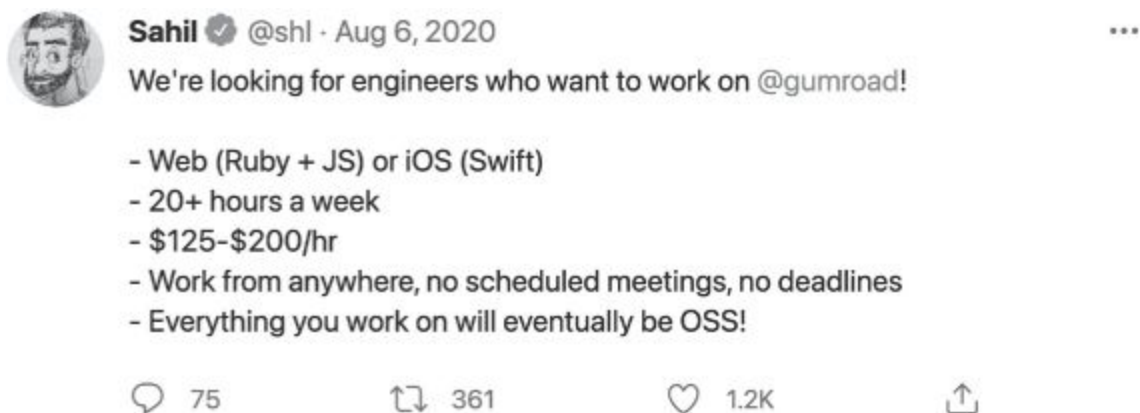 Sahil @shl · Aug 6, 2020
We're looking for engineers who want to work on @gumroad!
- Web (Ruby + JS) or iOS (Swift)
- 20+ hours a week
- $125-$200/hr
- Work from anywhere, no scheduled meetings, no deadlines
- Everything you work on will eventually be OSS!
75 361 1.2K